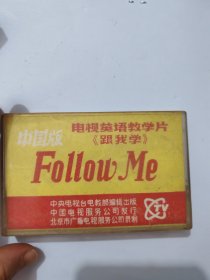 中国版
电视英语教学片
《跟我学》
Follow Me
中央电视台电教部编辑出版
中国电视服务公司发行
北京市广播电视服务公司录制
TV